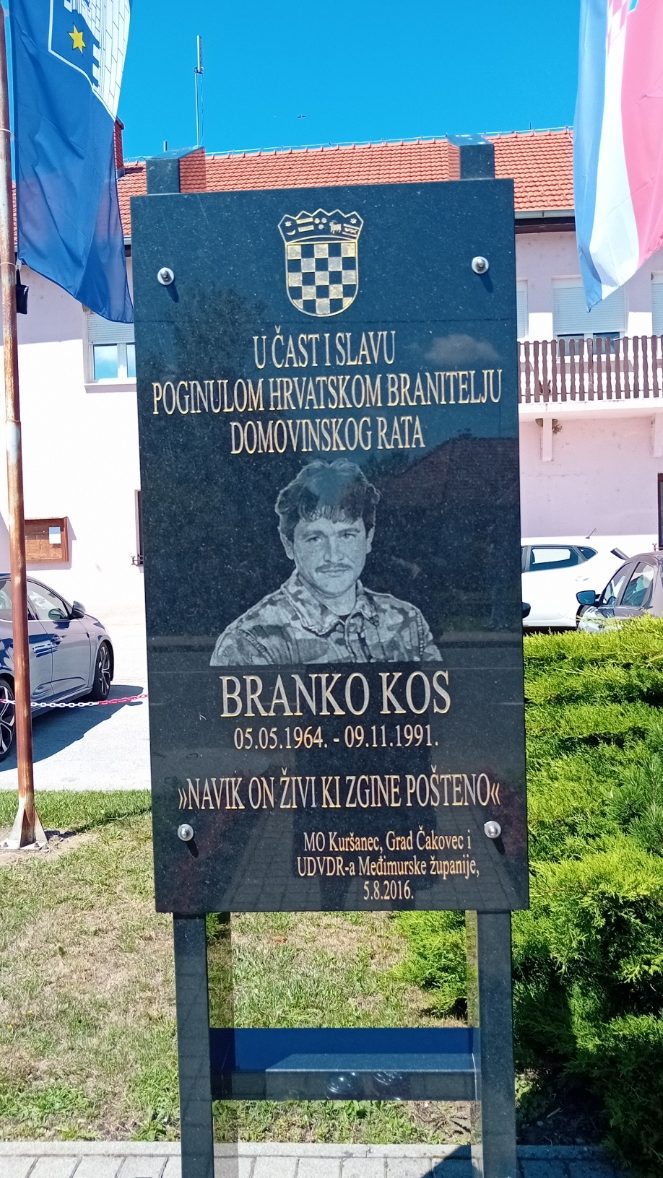 U ČAST I SLAVU
POGINULOM HRVATSKOM BRANITELJU
DOMOVINSKOG RATA
BRANKO KOS
05.05.1964. - 09.11.1991.
»NAVIK ON ŽIVI KI ZGINE POŠTENO«
MO Kuršanec, Grad Čakovec i
UDVDR-a Međimurske županije,
5.8.2016.